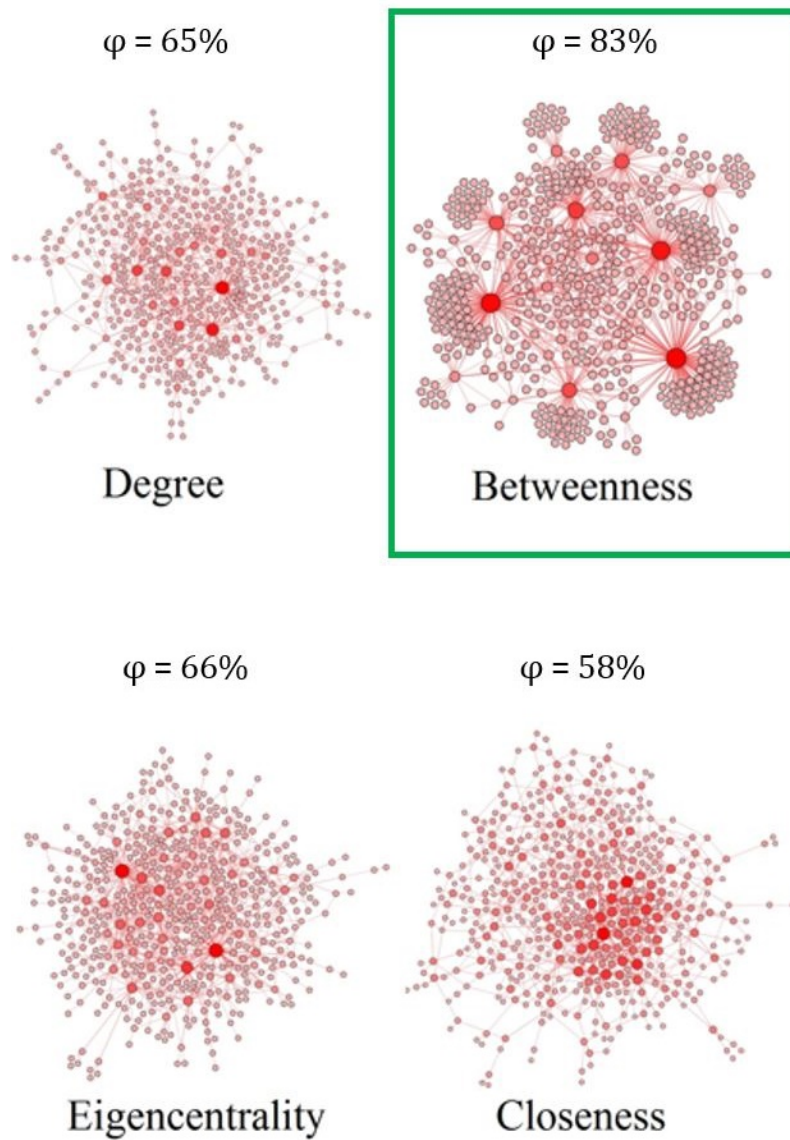 φ = 65%
φ = 83%
Degree
Betweenness
φ = 66%
φ = 58%
Eigencentrality
Closeness